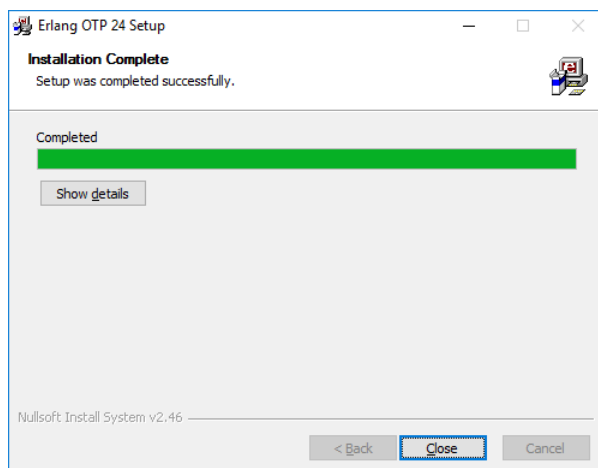 Erlang OTP 24 Setup
Installation Complete
Setup was completed successfully.
Completed
Show details
Nullsoft Install System v2.46
< Back Close Cancel